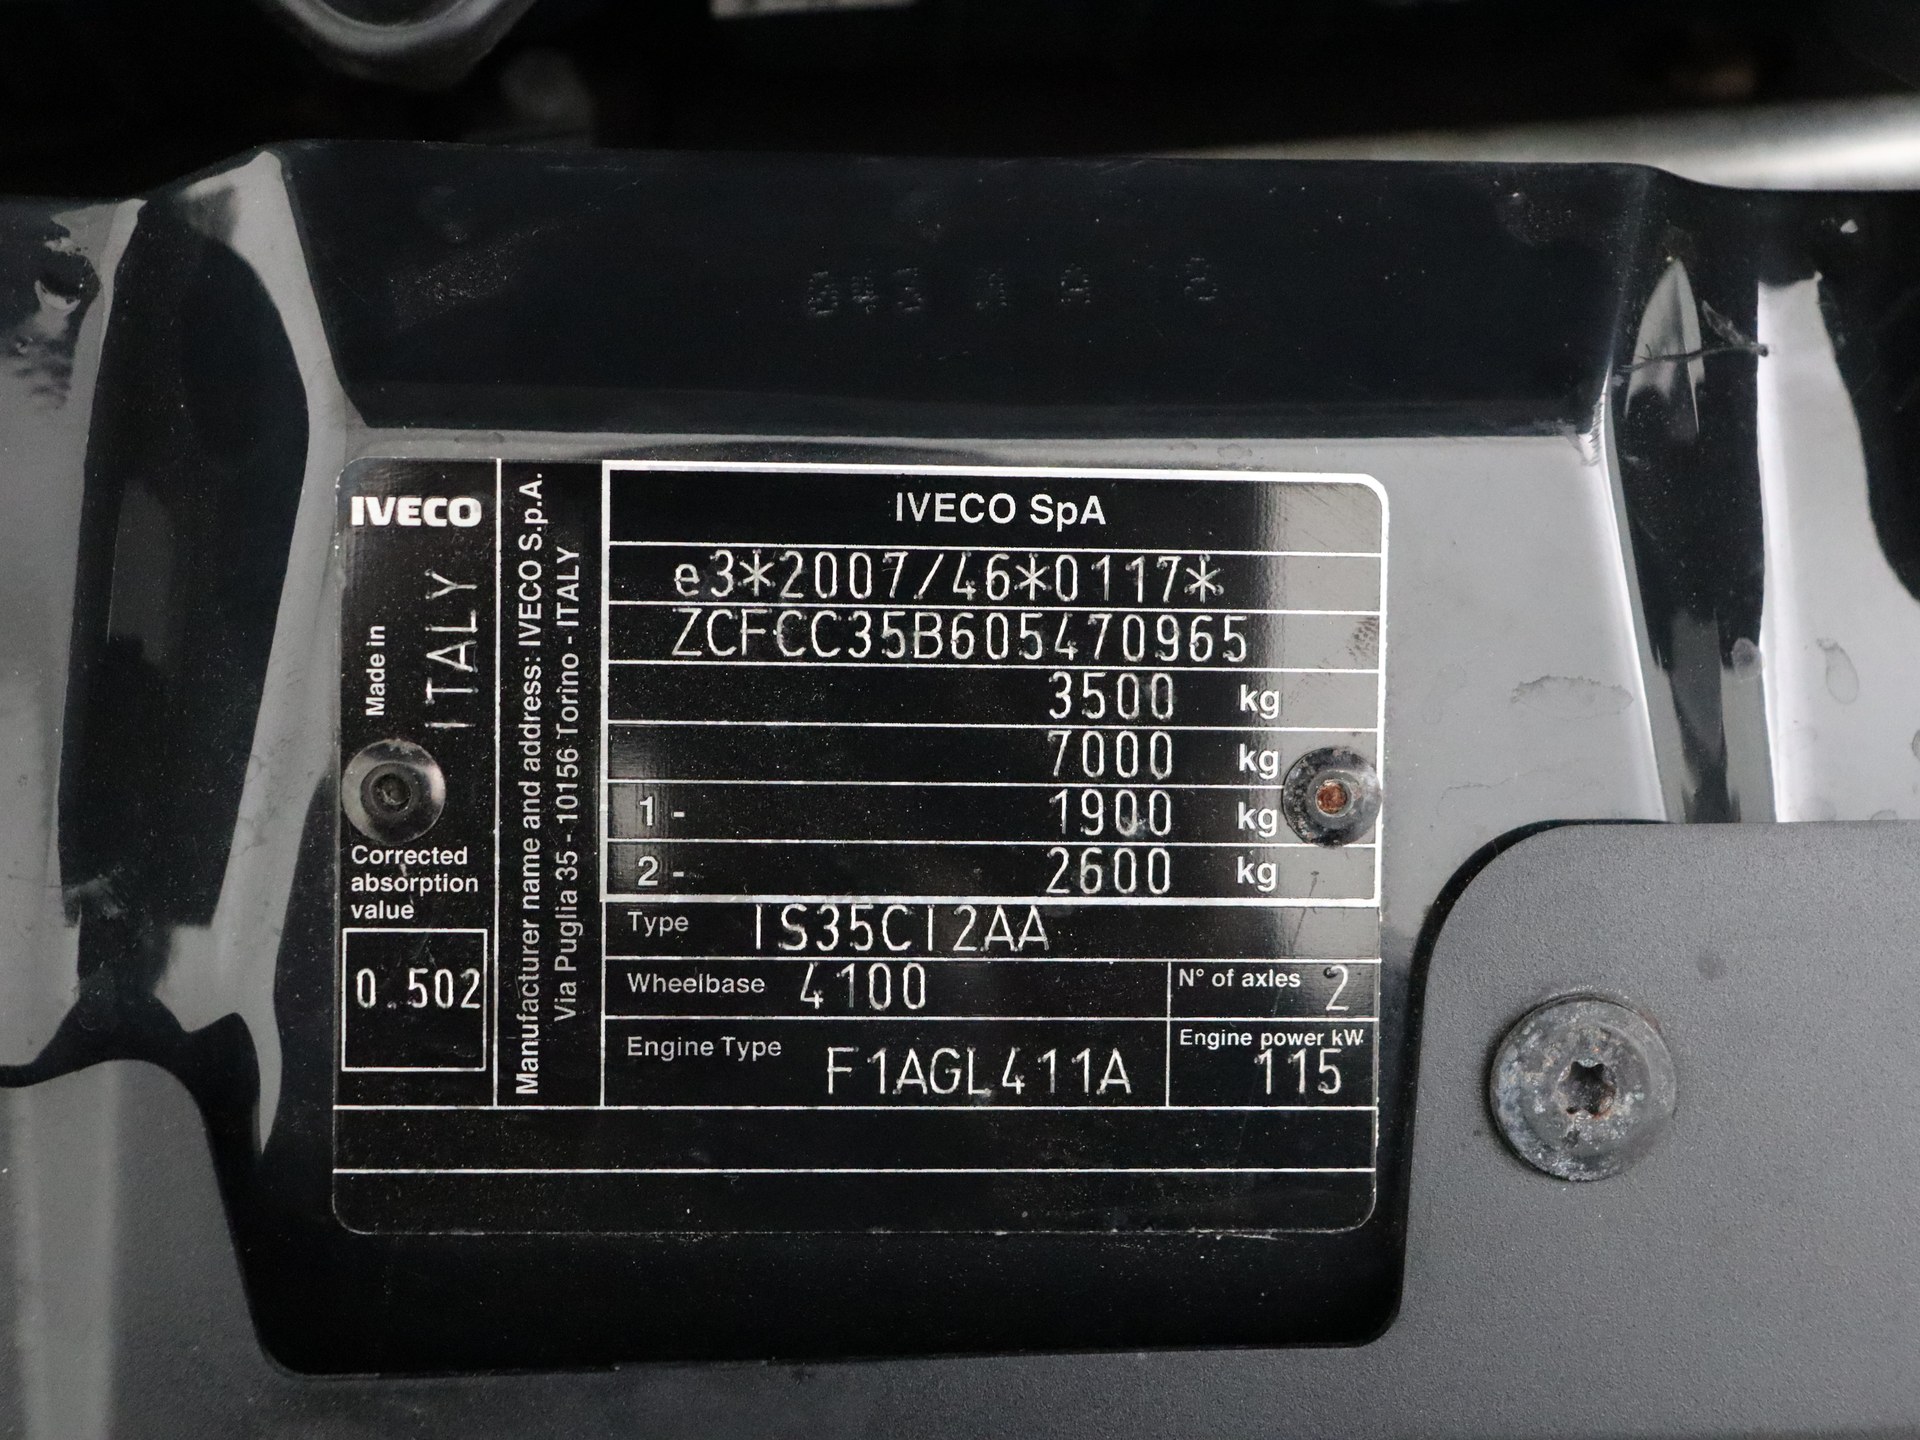 IVECO
Made in
ITALY
Corrected
absorption
value
0.502
Manufacturer name and address: IVECO S.p.A.
Via Puglia 35 - 10156 Torino - ITALY
IVECO SpA
e3*2007/46*0117*
ZCFCC35B605470965
3500 kg
7000 kg
1 - 1900 kg
2 - 2600 kg
Type IS35CI2AA
Wheelbase 4100
N° of axles 2
Engine Type F1AGL411A
Engine power kW
115